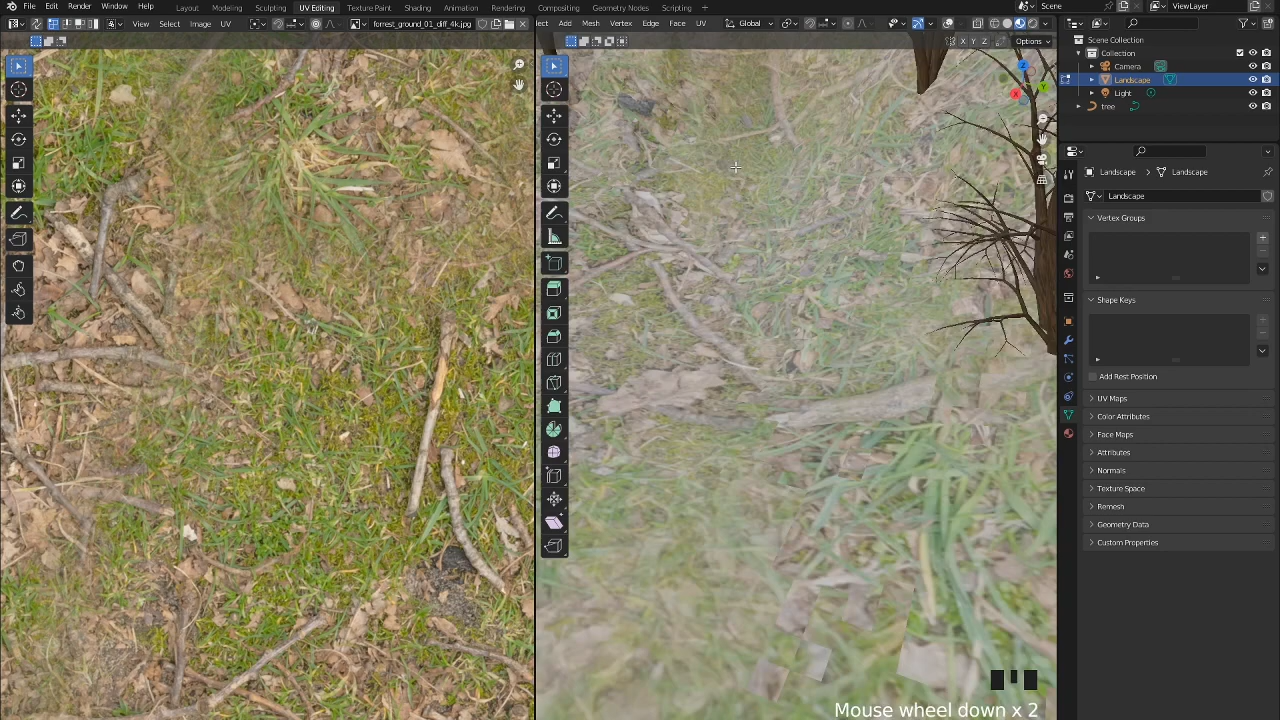 File Edit Render Window Help Layout Modeling Sculpting UV Editing Texture Paint Shading Animation Rendering Compositing Geometry Nodes Scripting + Scene ViewLayer
View Select Image UV forrest_ground_01_diff_4k.jpg
lect Add Mesh Vertex Edge Face UV Global
X Y Z Options
Scene Collection
Collection
Camera
Landscape
Light
tree
Landscape > Landscape
Landscape
Vertex Groups
Shape Keys
Add Rest Position
UV Maps
Color Attributes
Face Maps
Attributes
Normals
Texture Space
Remesh
Geometry Data
Custom Properties
Mouse wheel down x 2